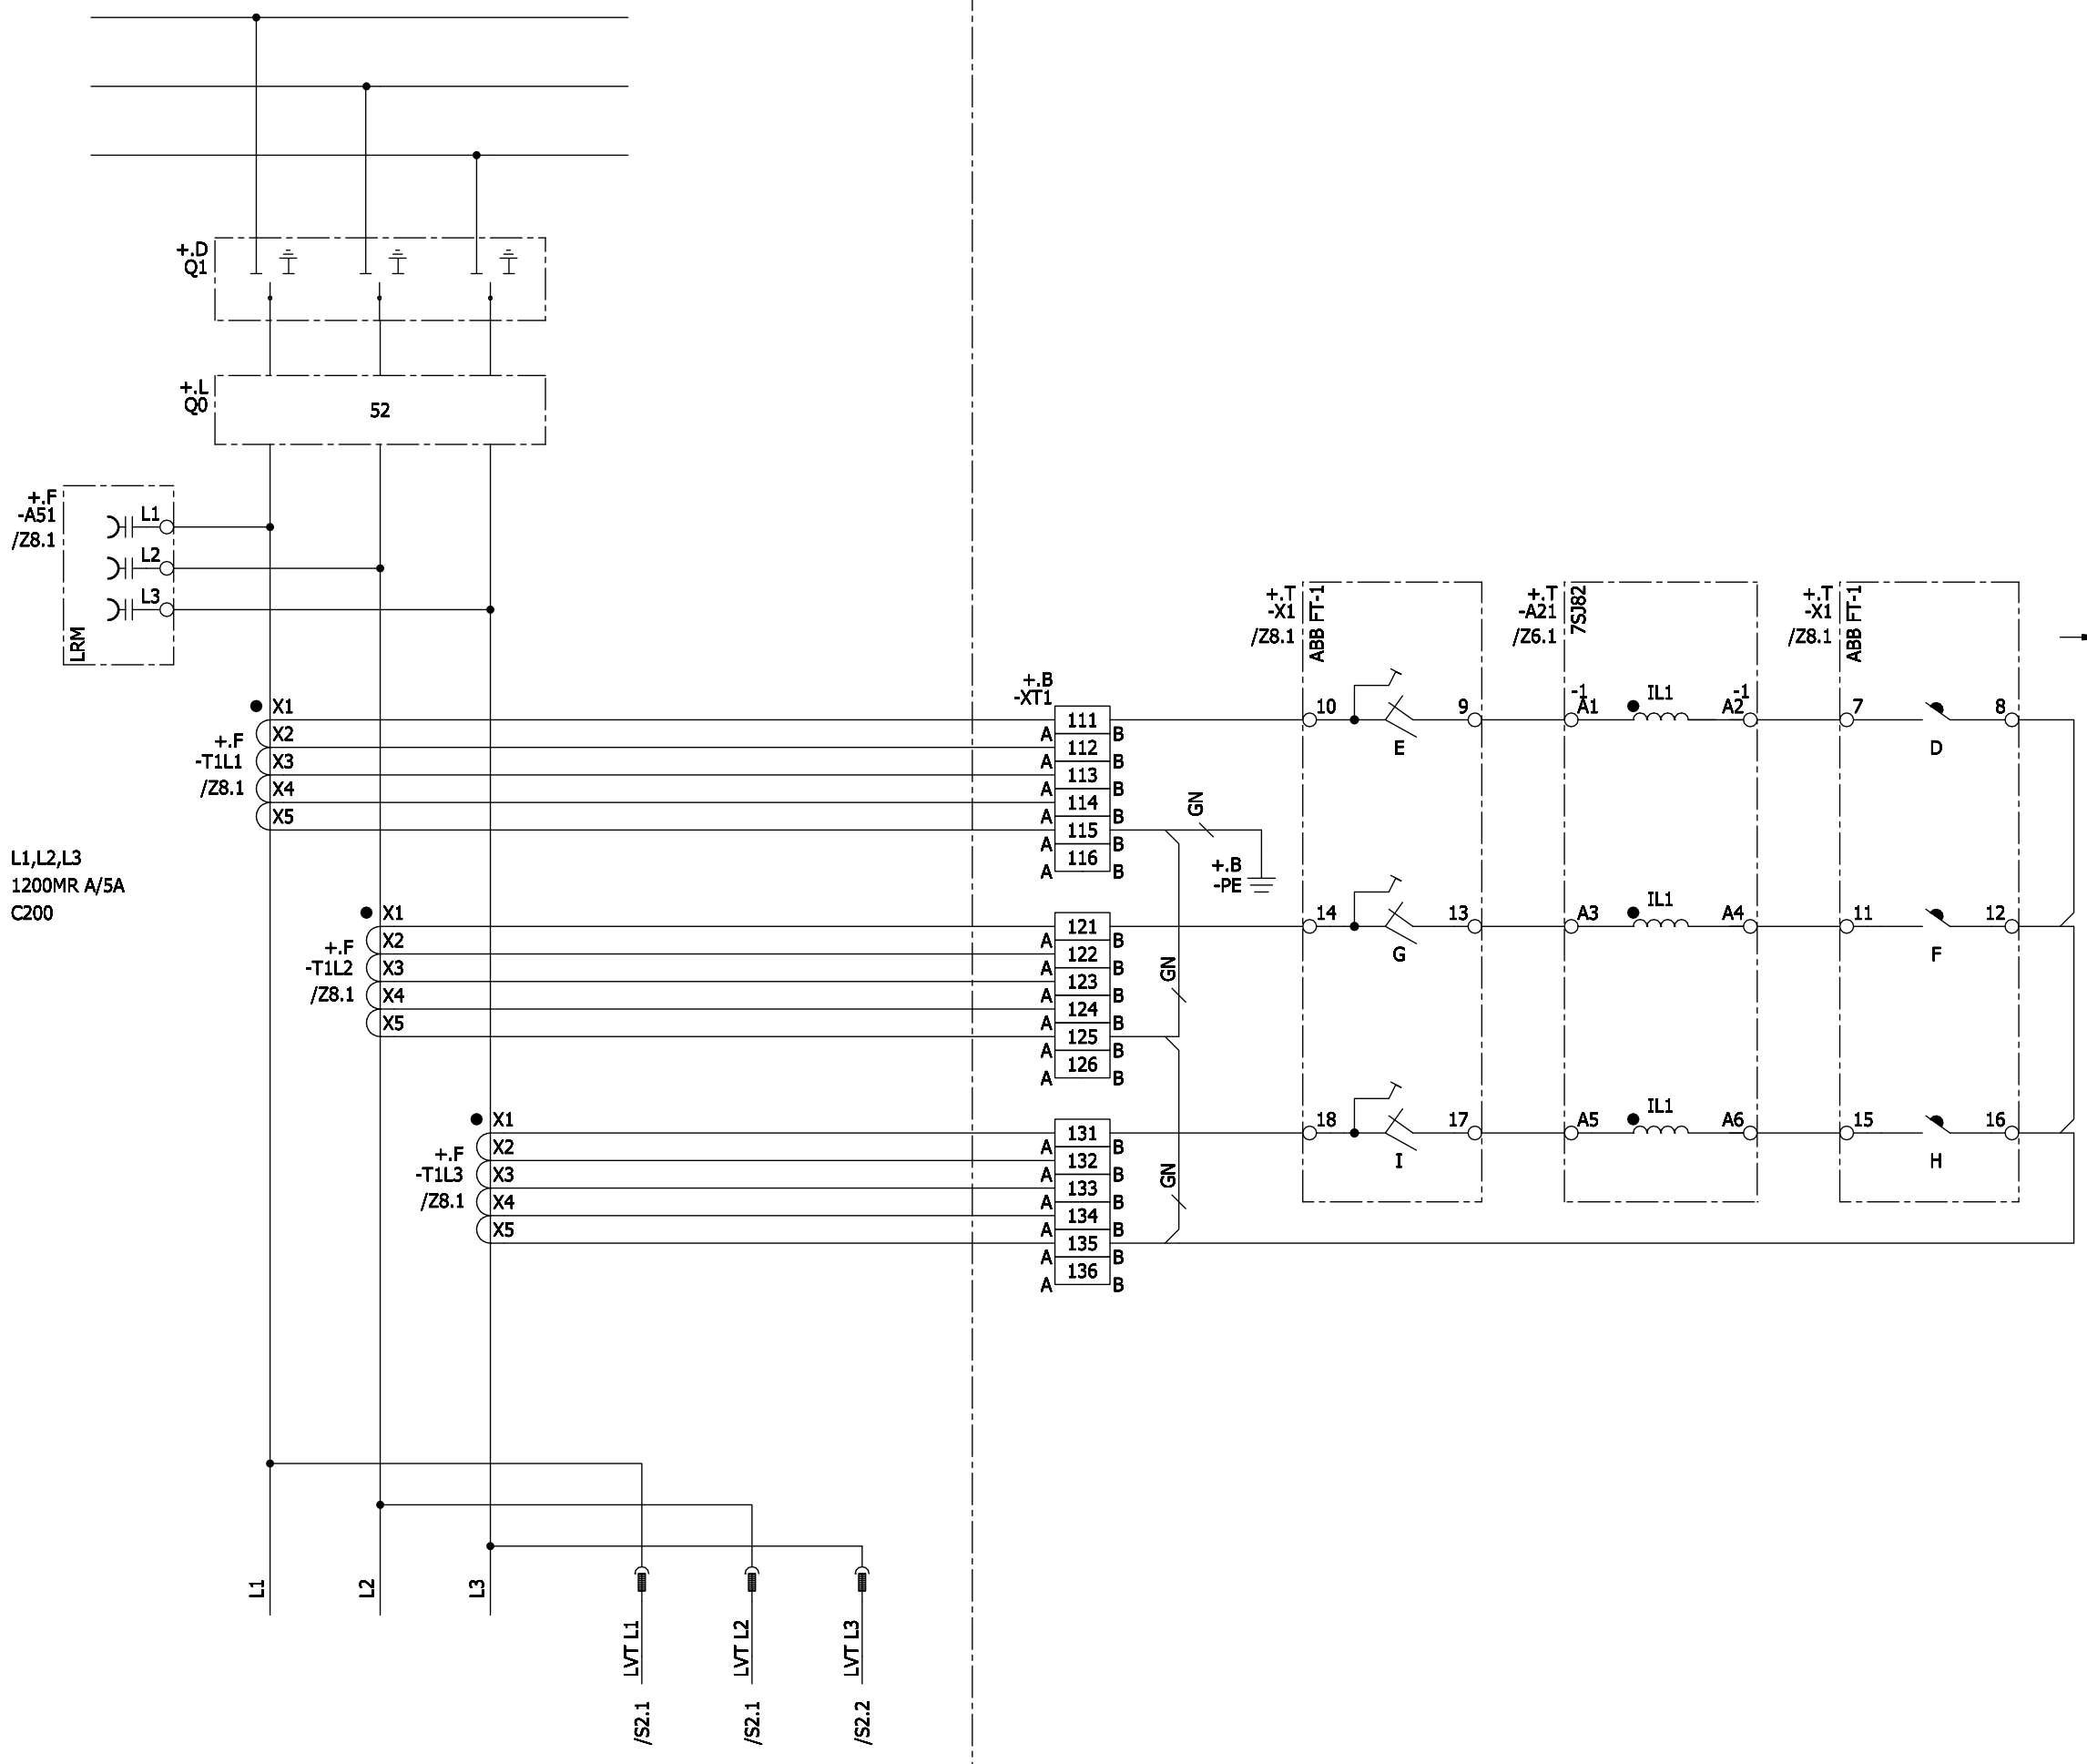 +.D
Q1
+.L
Q0
52
+.F
-A51
/Z8.1
L1
L2
L3
LRM
X1
X2
X3
X4
X5
+.F
-T1L1
/Z8.1
L1,L2,L3
1200MR A/5A
C200
X1
X2
X3
X4
X5
+.F
-T1L2
/Z8.1
X1
X2
X3
X4
X5
+.F
-T1L3
/Z8.1
+.B
-XT1
111
A B
112
A B
113
A B
114
A B
115
A B
116
A B
GN
+.B
-PE
121
A B
122
A B
123
A B
124
A B
125
A B
126
A B
GN
131
A B
132
A B
133
A B
134
A B
135
A B
136
A B
GN
+.T
-X1
/Z8.1
ABB FT-1
10 9
E
14 13
G
18 17
I
+.T
-A21
/Z6.1
7SJ82
-1 -1
A1 IL1 A2
A3 IL1 A4
A5 IL1 A6
+.T
-X1
/Z8.1
ABB FT-1
7 8
D
11 12
F
15 16
H
L1
L2
L3
LVT L1
LVT L2
LVT L3
/S2.1
/S2.1
/S2.2